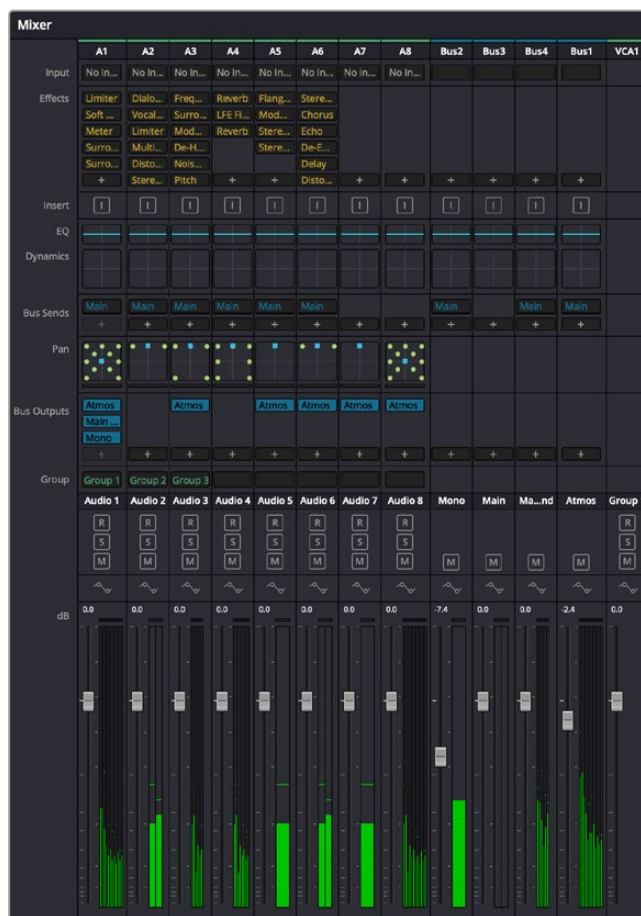 Mixer
A1 A2 A3 A4 A5 A6 A7 A8 Bus2 Bus3 Bus4 Bus1 VCA1
Input No In... No In... No In... No In... No In... No In... No In... No In...
Effects Limiter Dialo... Freq... Reverb Flang... Stere...
Soft ... Vocal... Surro... LFE Fi... Mod... Chorus
Meter Limiter Mod... Reverb Stere... Echo
Surro... Multi... De-H... Stere... De-E...
Surro... Disto... Nois... Delay
+ Stere... Pitch + + Disto... + + + + + +
Insert I I I I I I I I I I I I
EQ
Dynamics
Bus Sends Main Main Main Main Main Main Main Main Main
+ + + + + + + + + + + +
Pan
Bus Outputs Atmos Atmos Atmos Atmos Atmos Atmos
Main ...
Mono
+ + + + + + + + + + + +
Group Group 1 Group 2 Group 3
Audio 1 Audio 2 Audio 3 Audio 4 Audio 5 Audio 6 Audio 7 Audio 8 Mono Main Ma...nd Atmos Group
R R R R R R R R R
S S S S S S S S S
M M M M M M M M M M M M M
dB 0.0 0.0 0.0 0.0 0.0 0.0 0.0 0.0 -7.4 0.0 0.0 -2.4 0.0